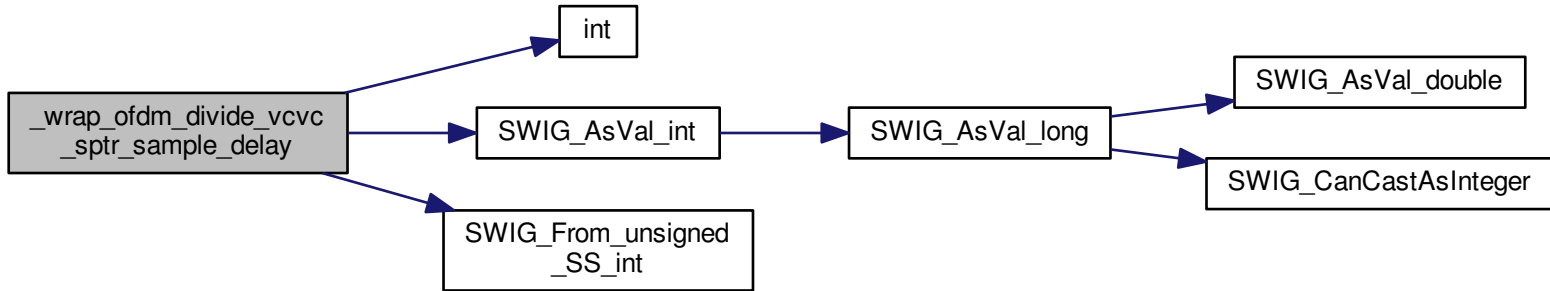 int
_wrap_ofdm_divide_vcvc
_sptr_sample_delay
SWIG_AsVal_int
SWIG_From_unsigned
_SS_int
SWIG_AsVal_long
SWIG_AsVal_double
SWIG_CanCastAsInteger